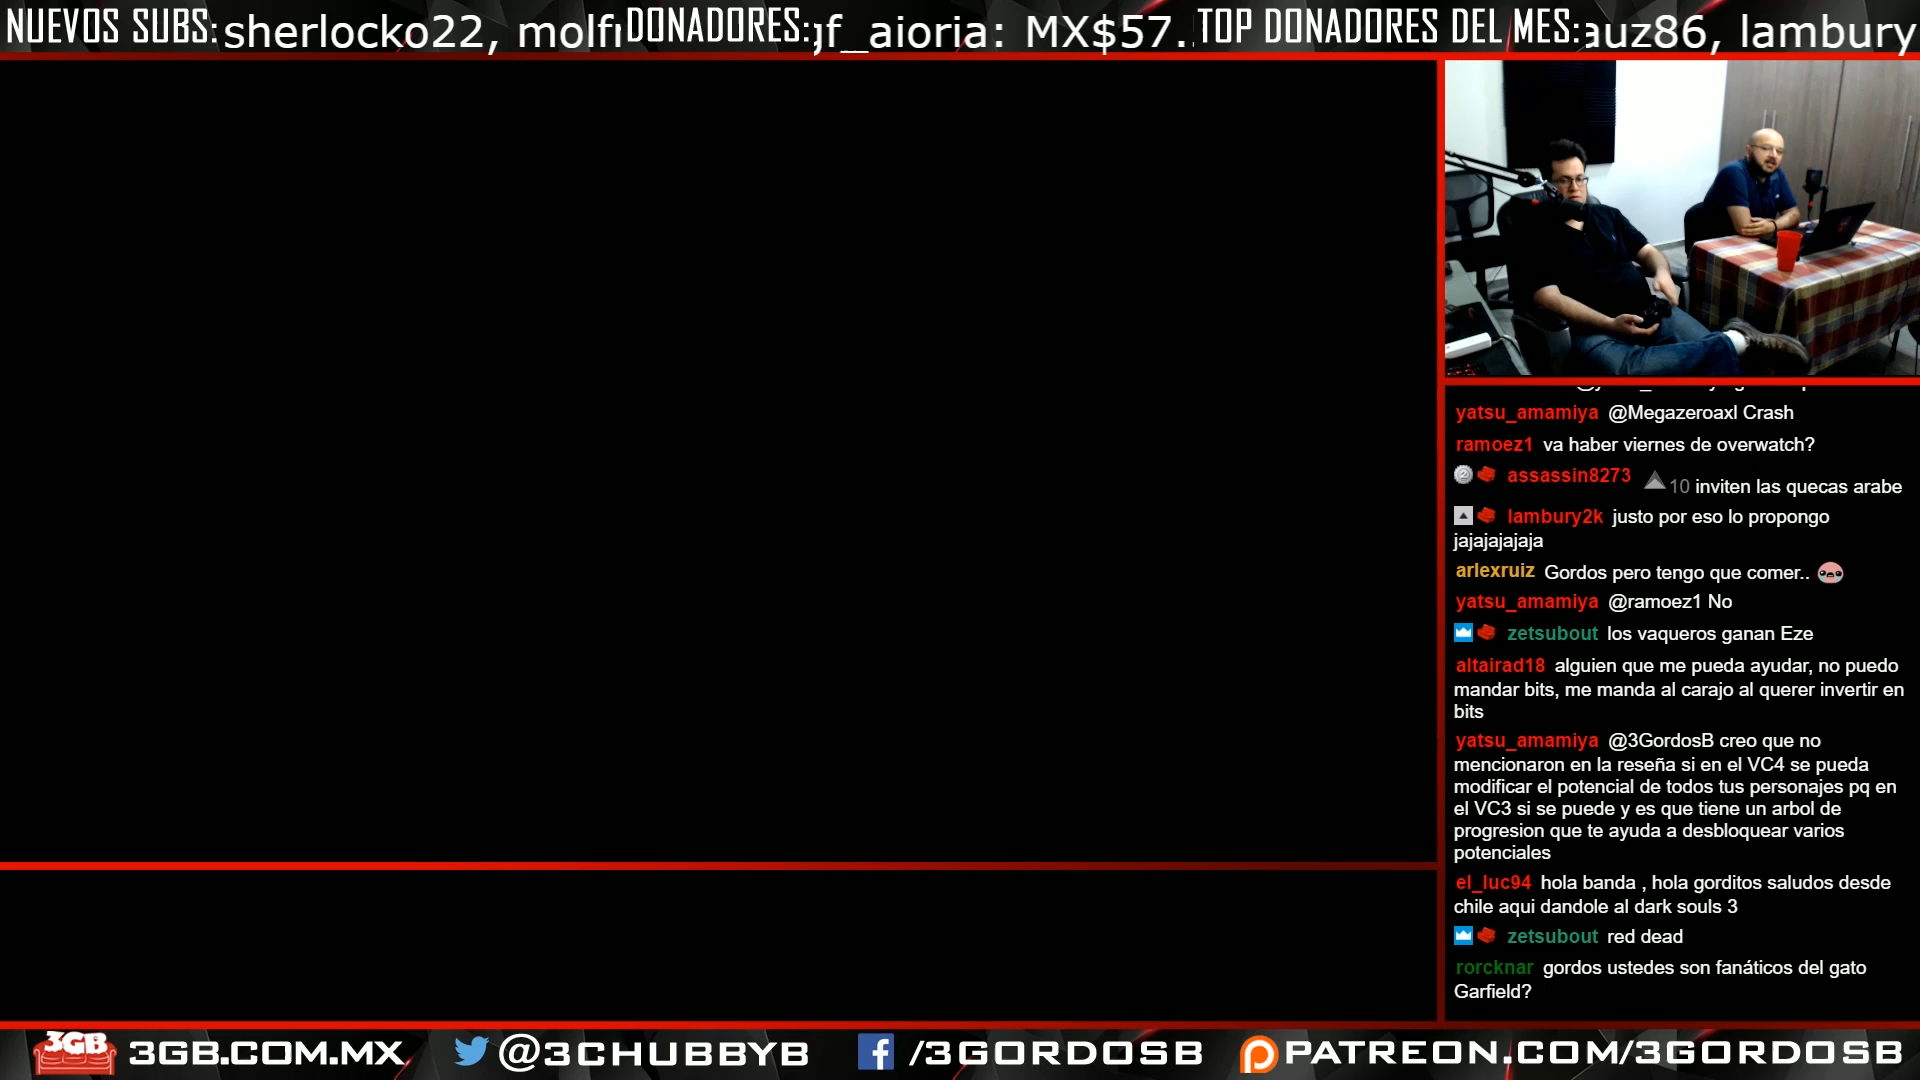 NUEVOS SUBS: sherlocko22, molfr
DONADORES: gf_aioria: MX$57..
TOP DONADORES DEL MES: auz86, lambury
yatsu_amamiya @Megazeroaxl Crash
ramoez1 va haber viernes de overwatch?
assassin8273 10 inviten las quecas arabe
lambury2k justo por eso lo propongo
jajajajajaja
arlexruiz Gordos pero tengo que comer..
yatsu_amamiya @ramoez1 No
zetsubout los vaqueros ganan Eze
altairad18 alguien que me pueda ayudar, no puedo
mandar bits, me manda al carajo al querer invertir en
bits
yatsu_amamiya @3GordosB creo que no
mencionaron en la reseña si en el VC4 se pueda
modificar el potencial de todos tus personajes pq en
el VC3 si se puede y es que tiene un arbol de
progresion que te ayuda a desbloquear varios
potenciales
el_luc94 hola banda , hola gorditos saludos desde
chile aqui dandole al dark souls 3
zetsubout red dead
rorcknar gordos ustedes son fanáticos del gato
Garfield?
3GB 3GB.COM.MX @3CHUBBYB /3GORDOSB PATREON.COM/3GORDOSB